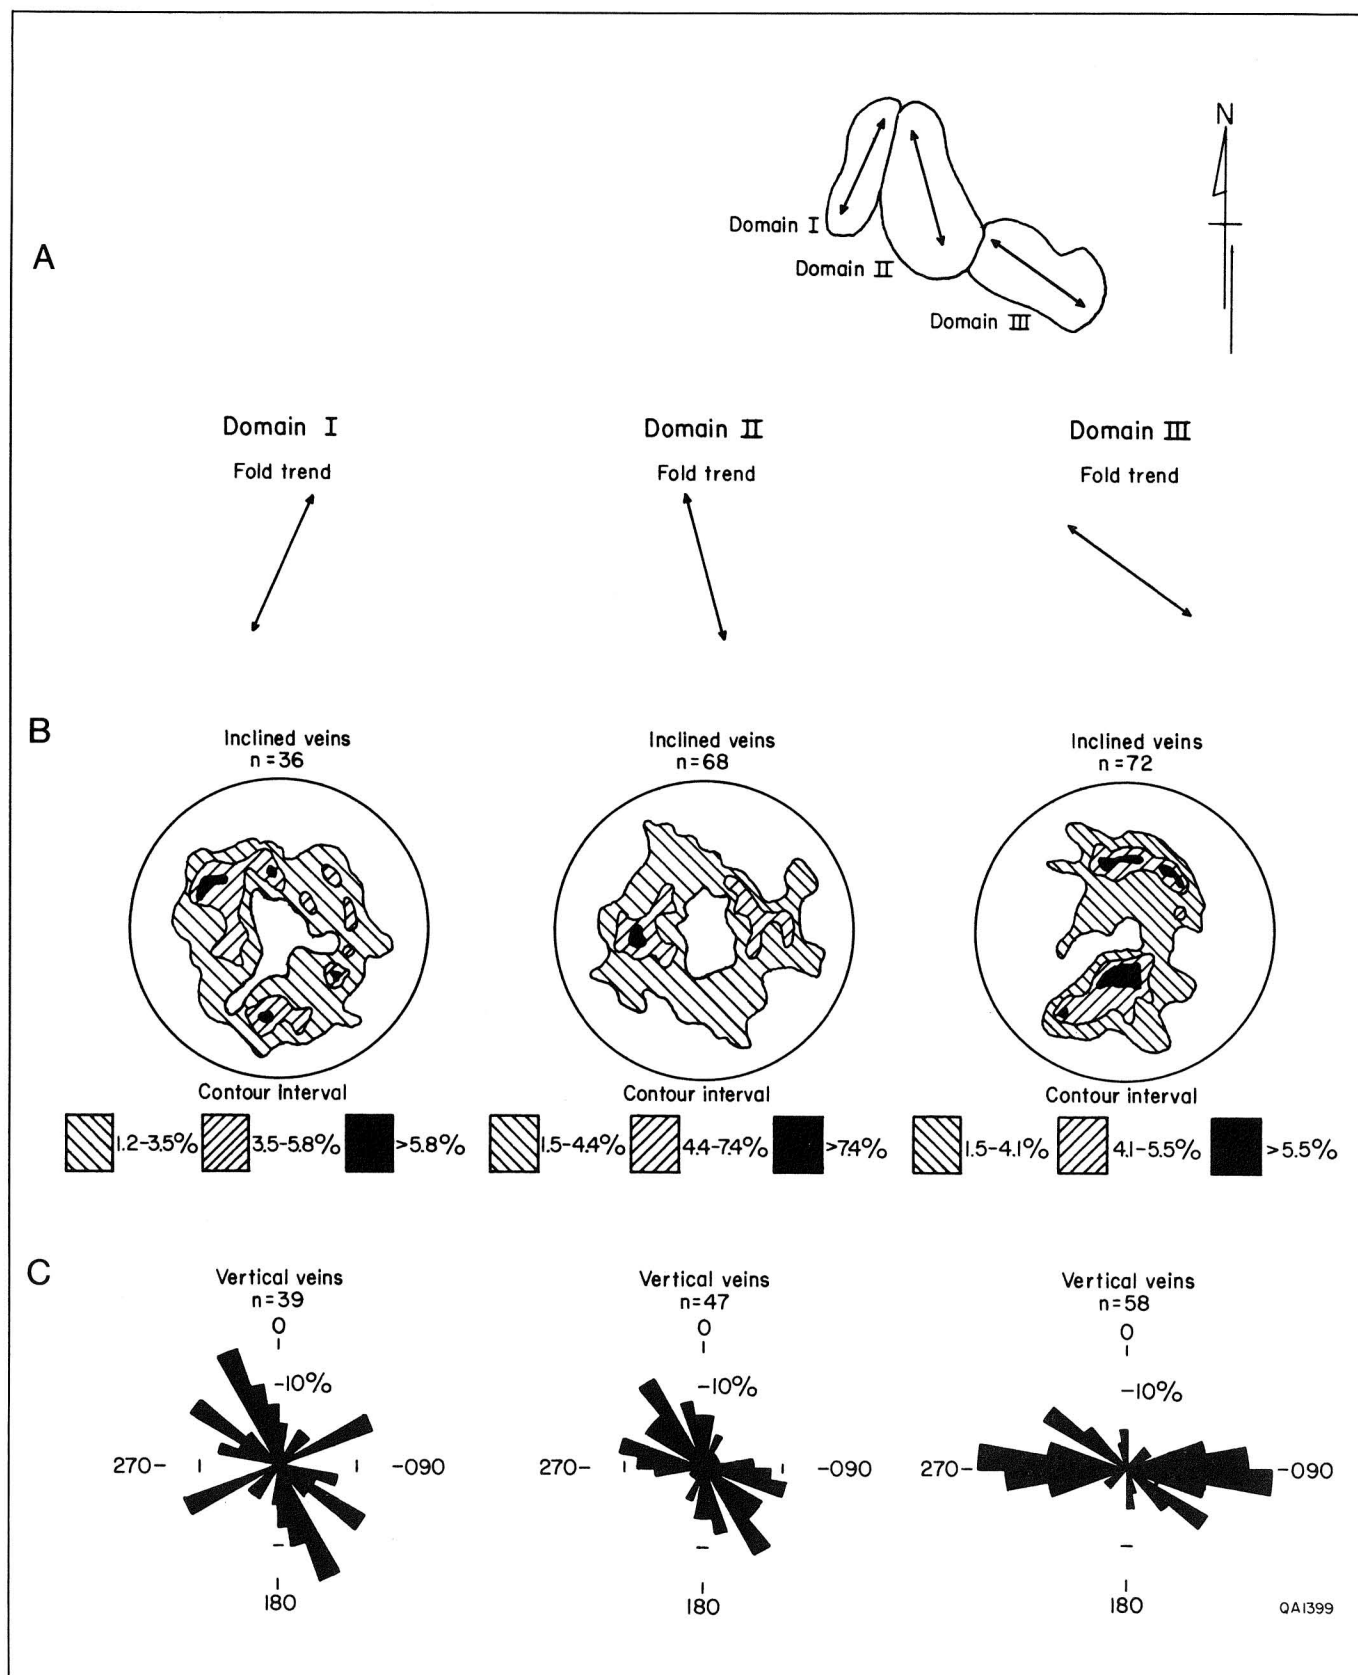 N
Domain I
Domain II
Domain III
A
Domain I
Fold trend
Domain II
Fold trend
Domain III
Fold trend
B
Inclined veins
n=36
Inclined veins
n=68
Inclined veins
n=72
Contour interval
1.2-3.5%
3.5-5.8%
>5.8%
Contour interval
1.5-4.4%
4.4-7.4%
>7.4%
Contour interval
1.5-4.1%
4.1-5.5%
>5.5%
C
Vertical veins
n=39
0
-10%
270-
-090
180
Vertical veins
n=47
0
-10%
270-
-090
180
Vertical veins
n=58
0
-10%
270-
-090
180
QA1399